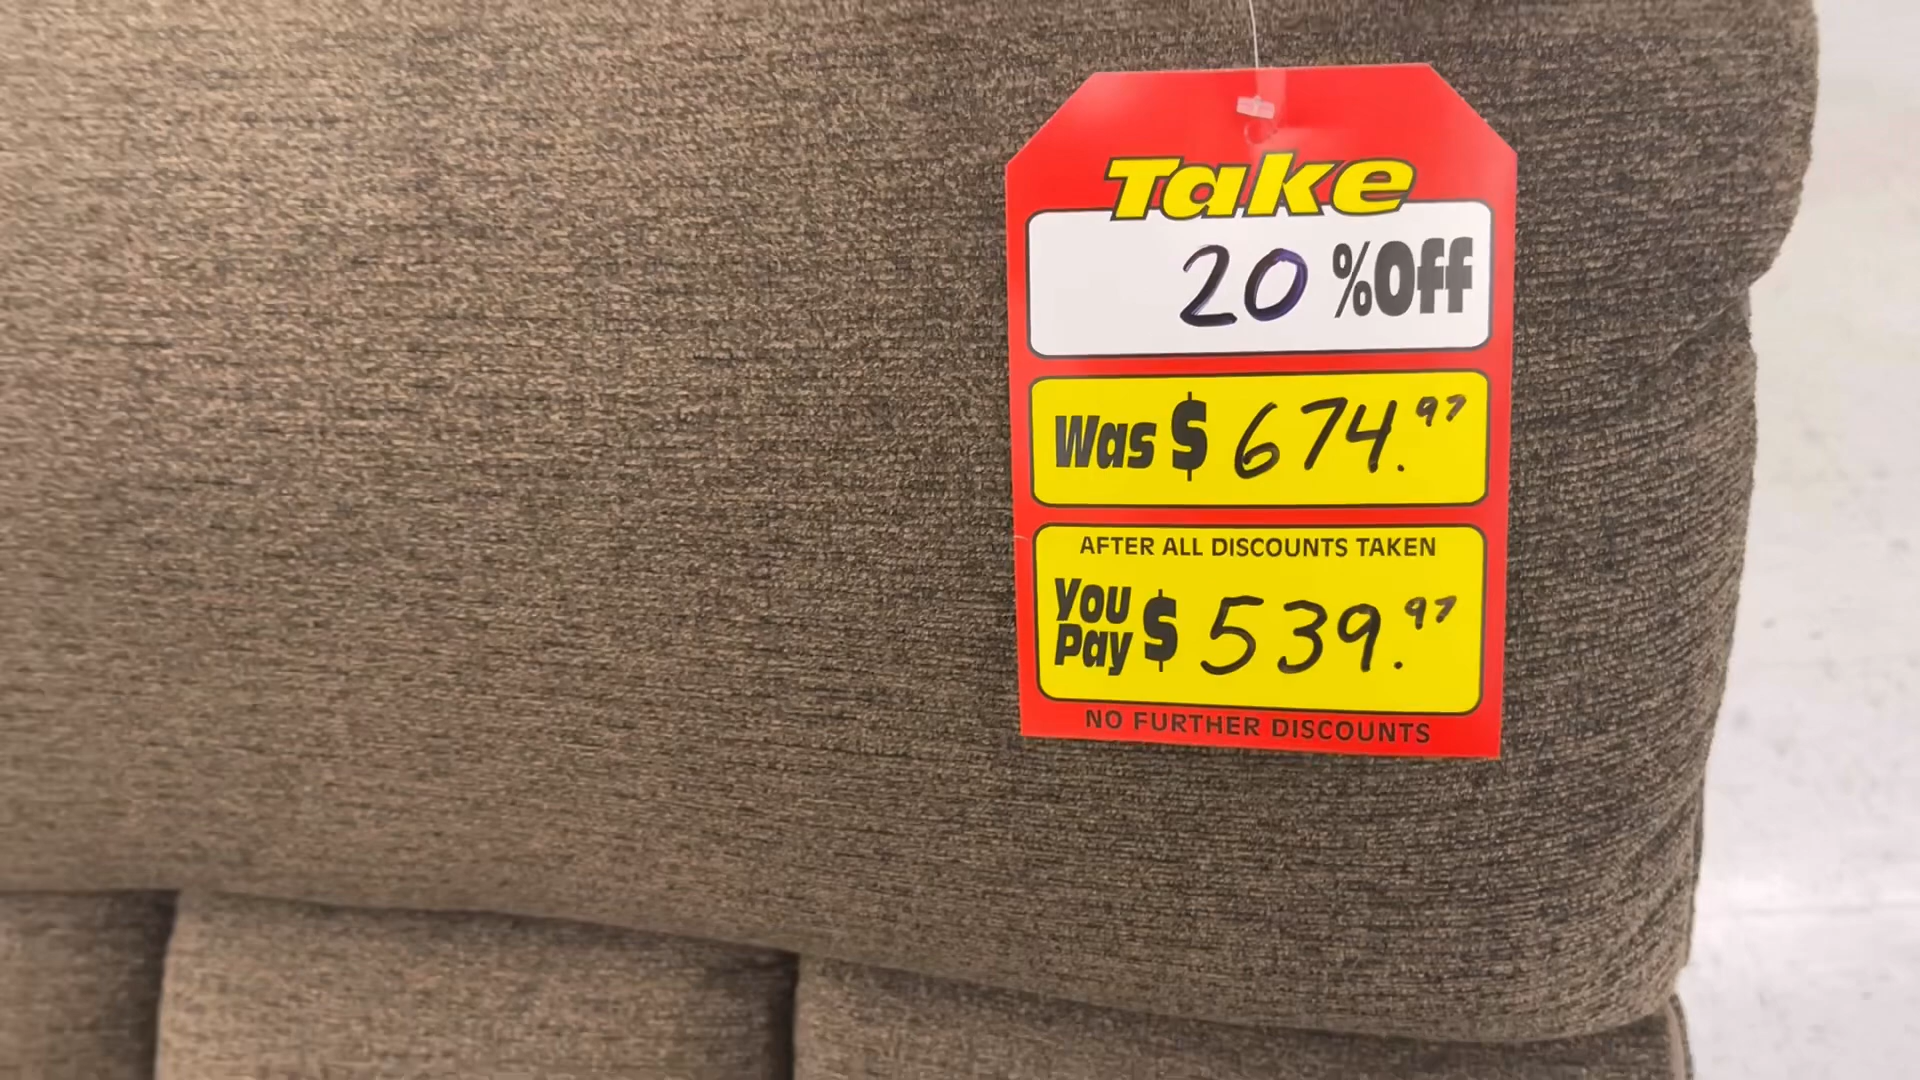 Take
20 %Off
Was $ 674.97
AFTER ALL DISCOUNTS TAKEN
You Pay $ 539.97
NO FURTHER DISCOUNTS